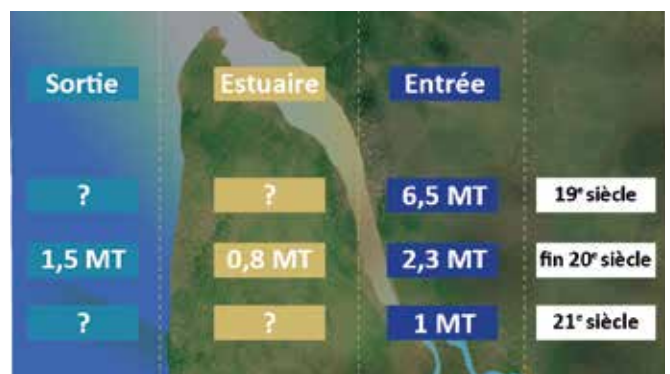 Sortie Estuaire Entrée
? ? 6,5 MT 19e siècle
1,5 MT 0,8 MT 2,3 MT fin 20e siècle
? ? 1 MT 21e siècle